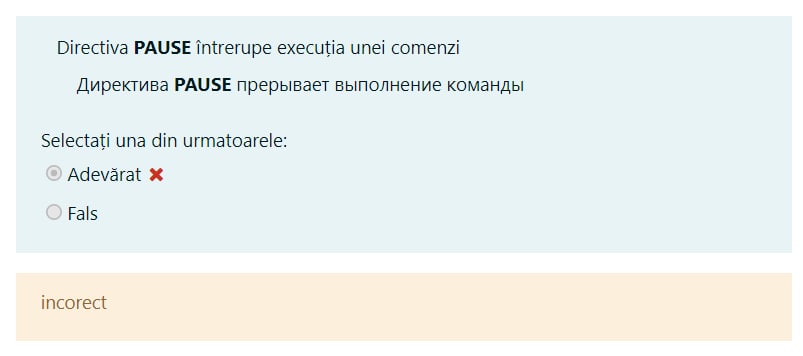 Directiva PAUSE întrerupe execuția unei comenzi
Директива PAUSE прерывает выполнение команды
Selectați una din urmatoarele:
Adevărat
Fals
incorect